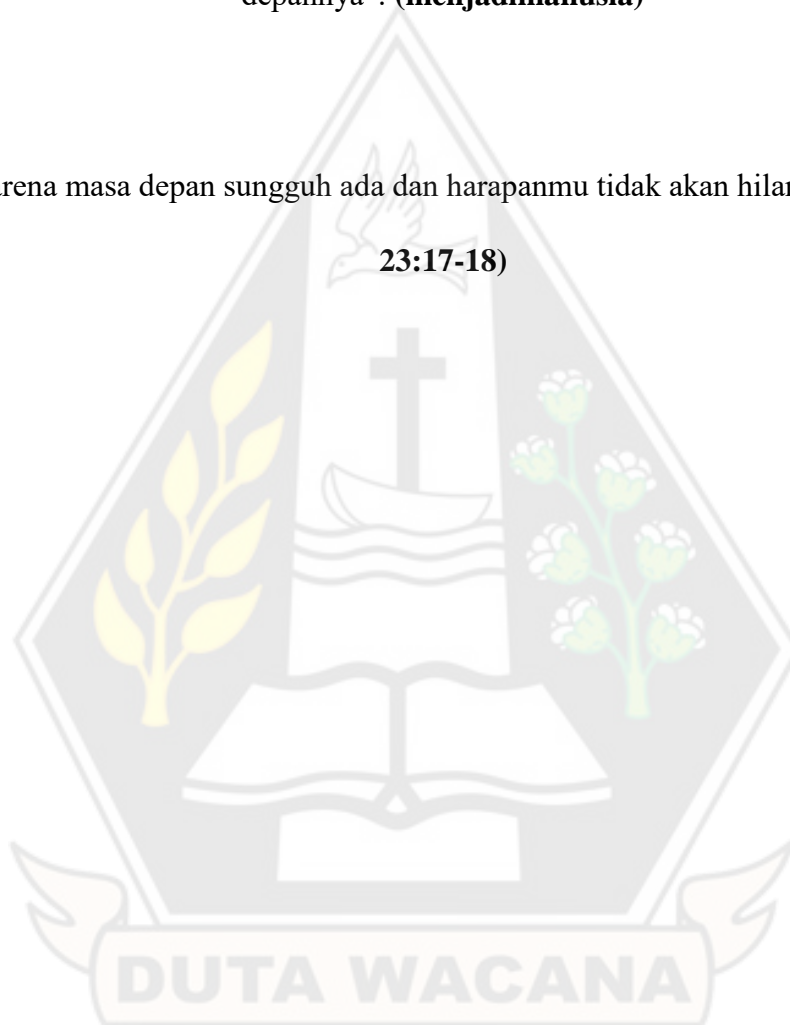 depannya”. (menjadimanusia)
arena masa depan sungguh ada dan harapanmu tidak akan hilan
23:17-18)
DUTA WACANA